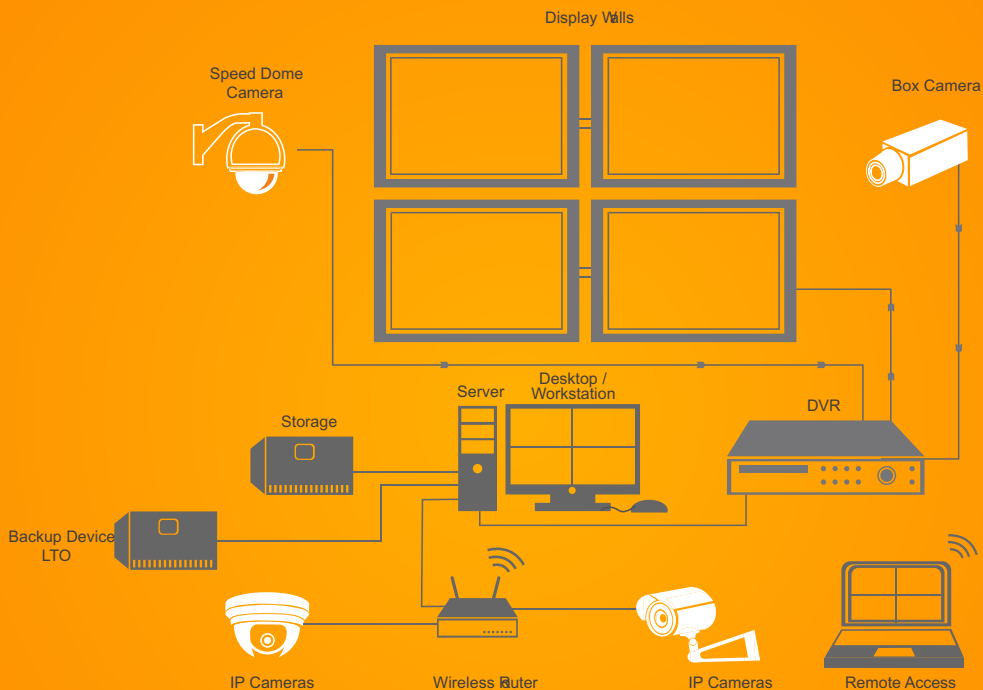 Display Walls
Speed Dome
Camera
Box Camera
Desktop /
Workstation
Server
DVR
Storage
Backup Device
LTO
IP Cameras
Wireless Router
IP Cameras
Remote Access